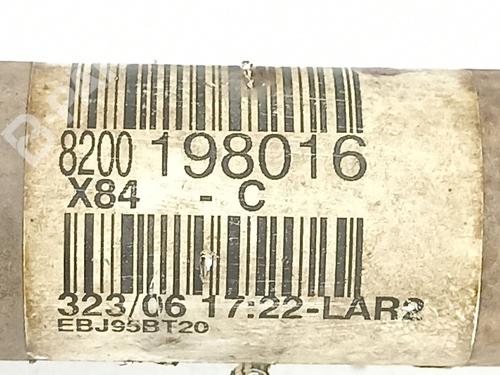 8200 198016
X84 - C
323/06 17:22-LAR2
EBJ95BT20